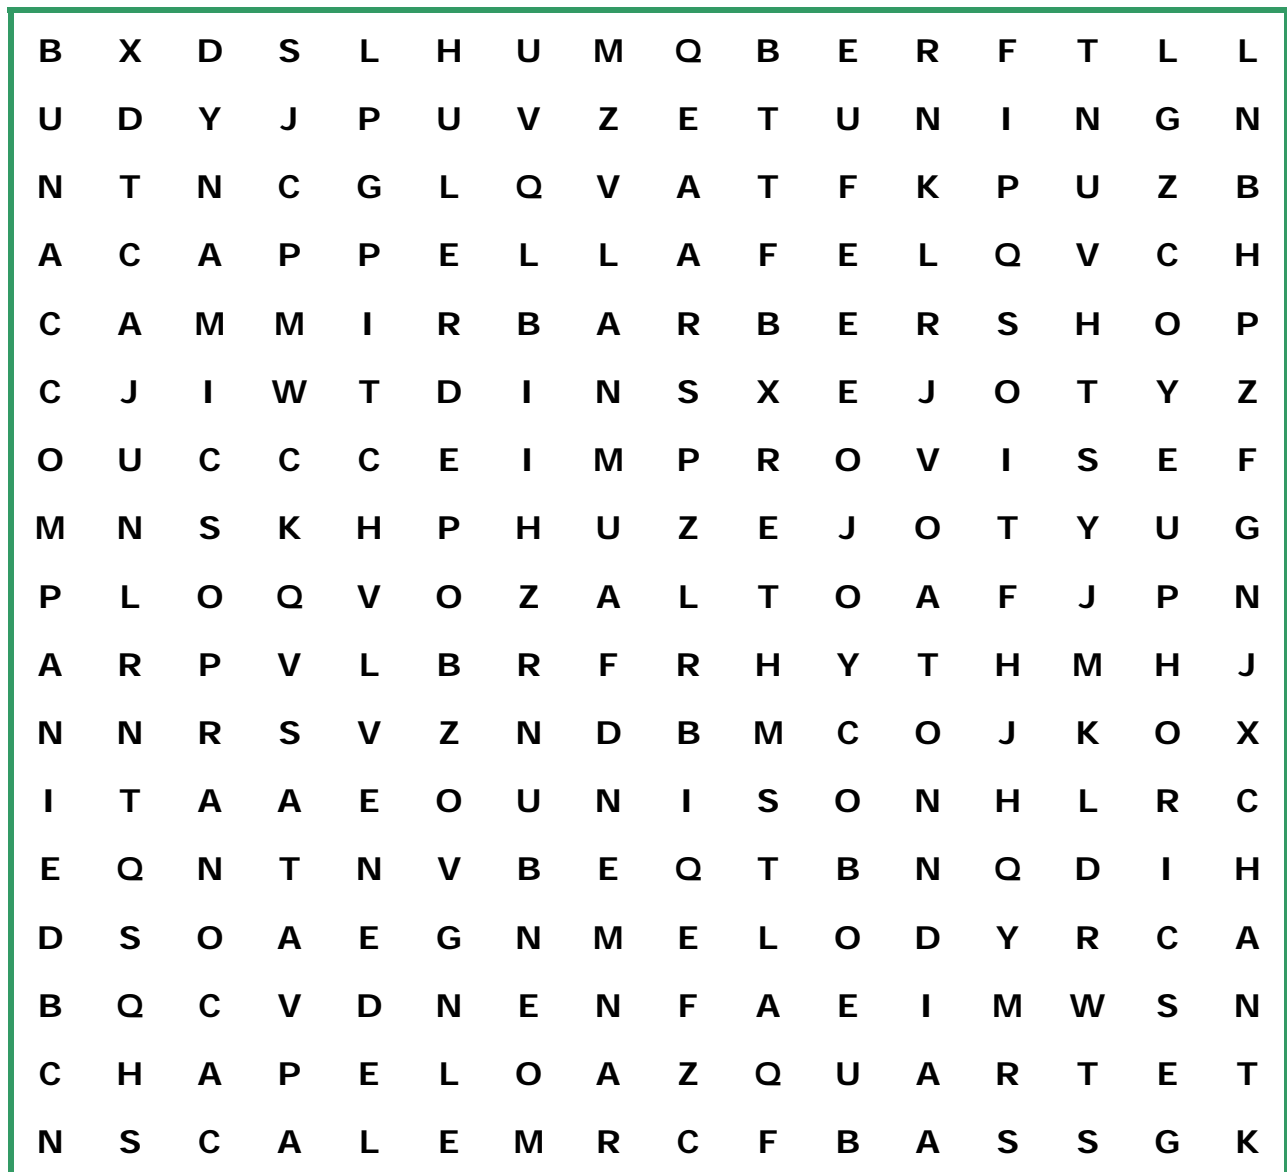 B X D S L H U M Q B E R F T L L
U D Y J P U V Z E T U N I N G N
N T N C G L Q V A T F K P U Z B
A C A P P E L L A F E L Q V C H
C A M M I R B A R B E R S H O P
C J I W T D I N S X E J O T Y Z
O U C C C E I M P R O V I S E F
M N S K H P H U Z E J O T Y U G
P L O Q V O Z A L T O A F J P N
A R P V L B R F R H Y T H M H J
N N R S V Z N D B M C O J K O X
I T A A E O U N I S O N H L R C
E Q N T N V B E Q T B N Q D I H
D S O A E G N M E L O D Y R C A
B Q C V D N E N F A E I M W S N
C H A P E L O A Z Q U A R T E T
N S C A L E M R C F B A S S G K